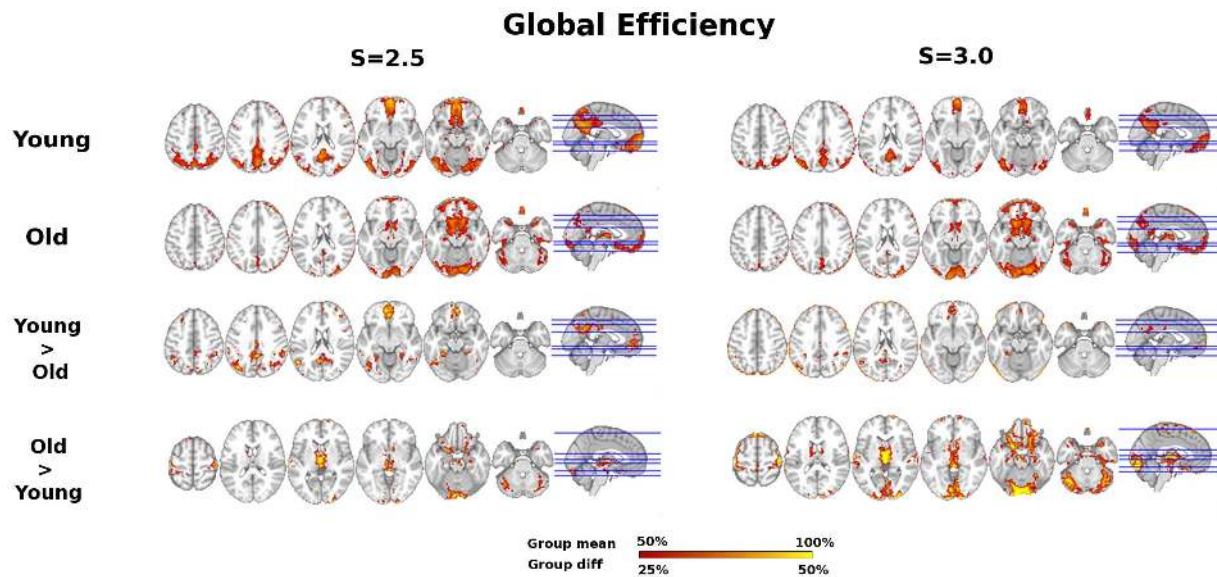 Global Efficiency
S=2.5
S=3.0
Young
Old
Young
>
Old
Old
>
Young
Group mean 50% 100%
Group diff 25% 50%